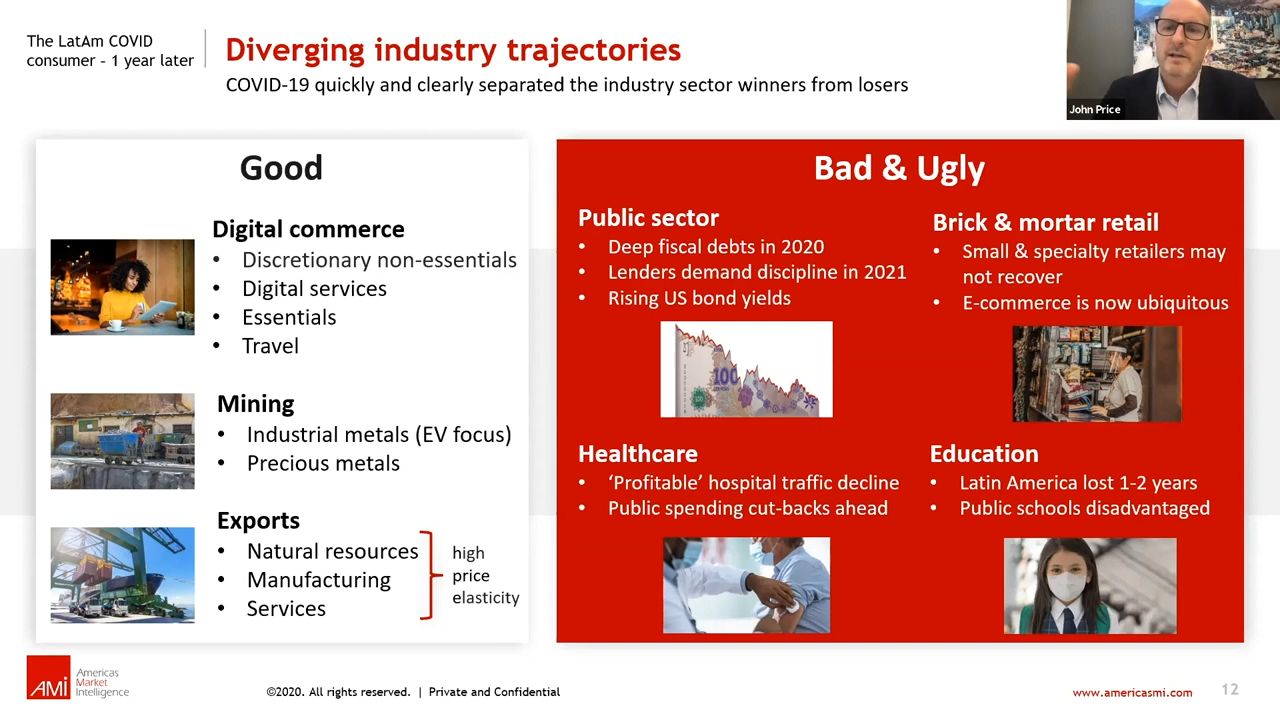 The LatAm COVID
consumer - 1 year later
Diverging industry trajectories
COVID-19 quickly and clearly separated the industry sector winners from losers
John Price
Good
Digital commerce
• Discretionary non-essentials
• Digital services
• Essentials
• Travel
Mining
• Industrial metals (EV focus)
• Precious metals
Exports
• Natural resources
• Manufacturing
• Services
high
price
elasticity
Bad & Ugly
Public sector
• Deep fiscal debts in 2020
• Lenders demand discipline in 2021
• Rising US bond yields
100
Brick & mortar retail
• Small & specialty retailers may
not recover
• E-commerce is now ubiquitous
Healthcare
• ‘Profitable’ hospital traffic decline
• Public spending cut-backs ahead
Education
• Latin America lost 1-2 years
• Public schools disadvantaged
AMi
Americas
Market
Intelligence
©2020. All rights reserved. | Private and Confidential
www.americasmi.com
12